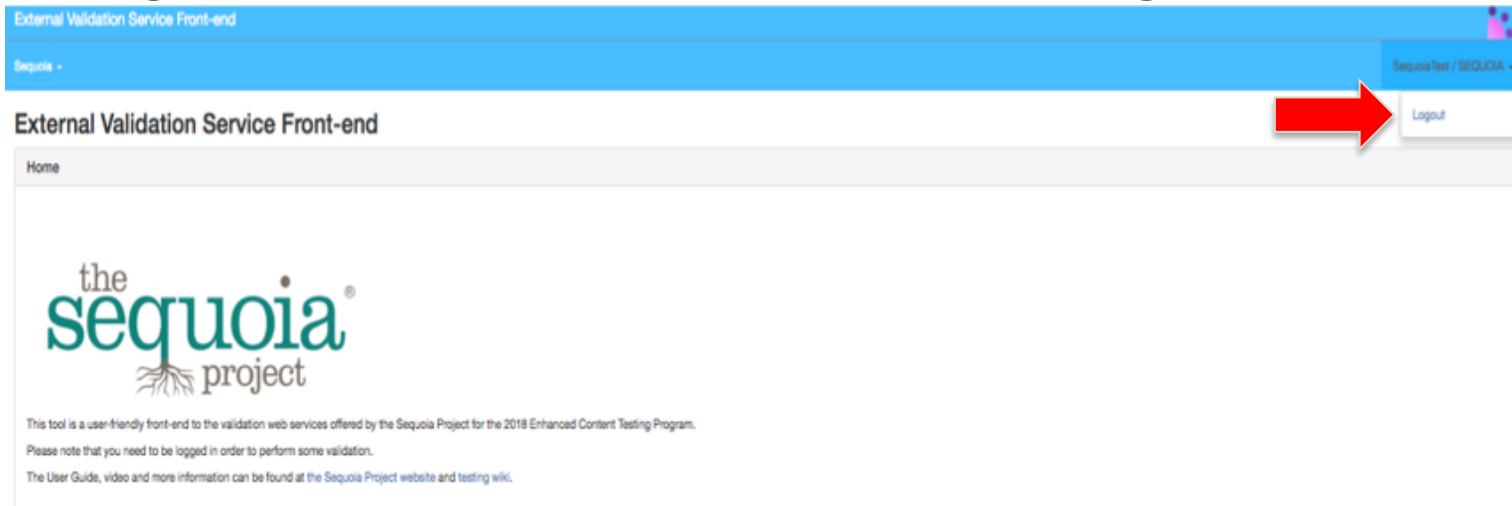 External Validation Service Front-end
Sequoia
SequoiaTest / SEQUOIA
Logout
External Validation Service Front-end
Home
the
sequoia®
project
This tool is a user-friendly front-end to the validation web services offered by the Sequoia Project for the 2018 Enhanced Content Testing Program.
Please note that you need to be logged in order to perform some validation.
The User Guide, video and more information can be found at the Sequoia Project website and testing wiki.